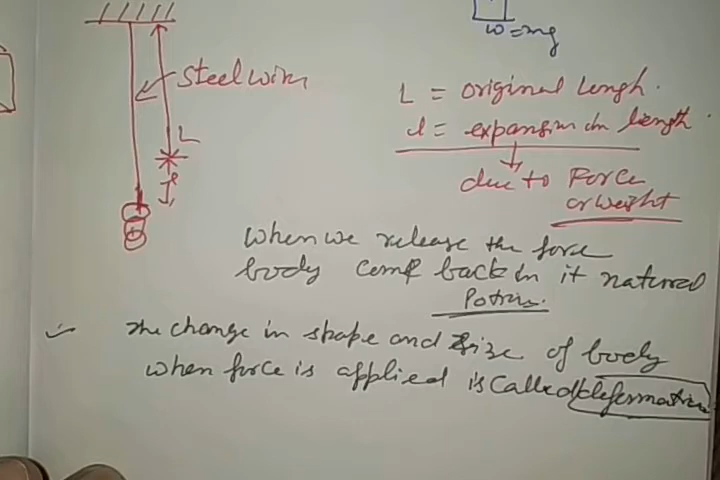 w=mg
Steel wire
L
l
L = original lengh.
l = expansion in length
due to Force
or weight
when we release the force
body come back in it natural
the change in shape and size of body
when force is applied is called deformation